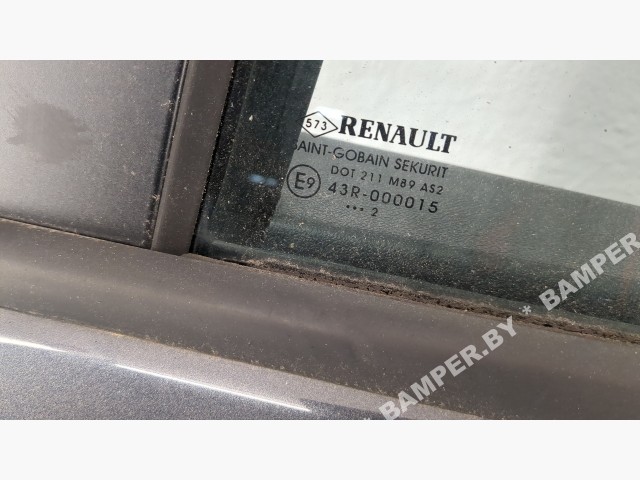 573 RENAULT
SAINT-GOBAIN SEKURIT
DOT 211 M89 AS2
E9 43R-000015
••• 2
BAMPER.BY * BAMPER.BY * BAMPER.